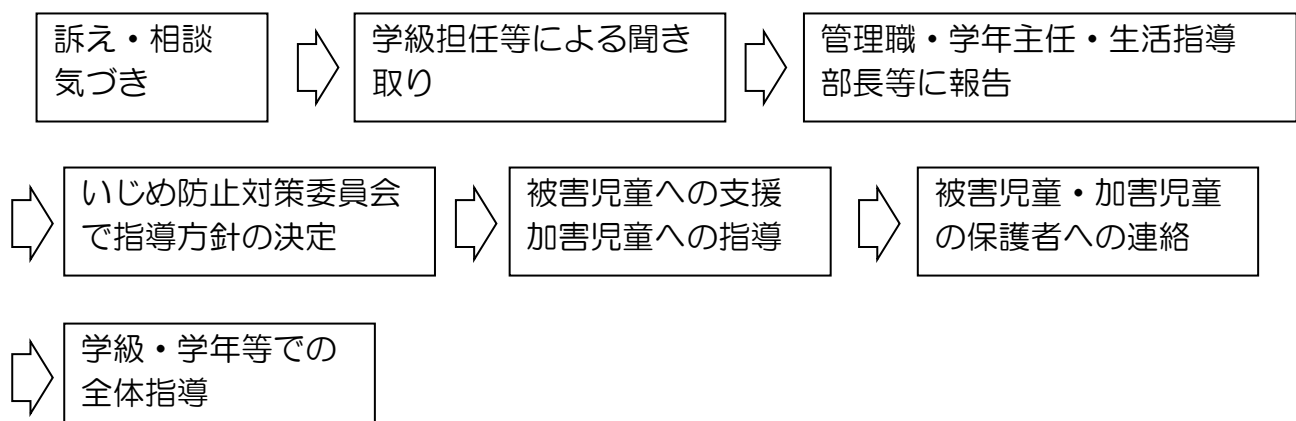 訴え・相談
気づき
学級担任等による聞き
取り
管理職・学年主任・生活指導
部長等に報告
いじめ防止対策委員会
で指導方針の決定
被害児童への支援
加害児童への指導
被害児童・加害児童
の保護者への連絡
学級・学年等での
全体指導